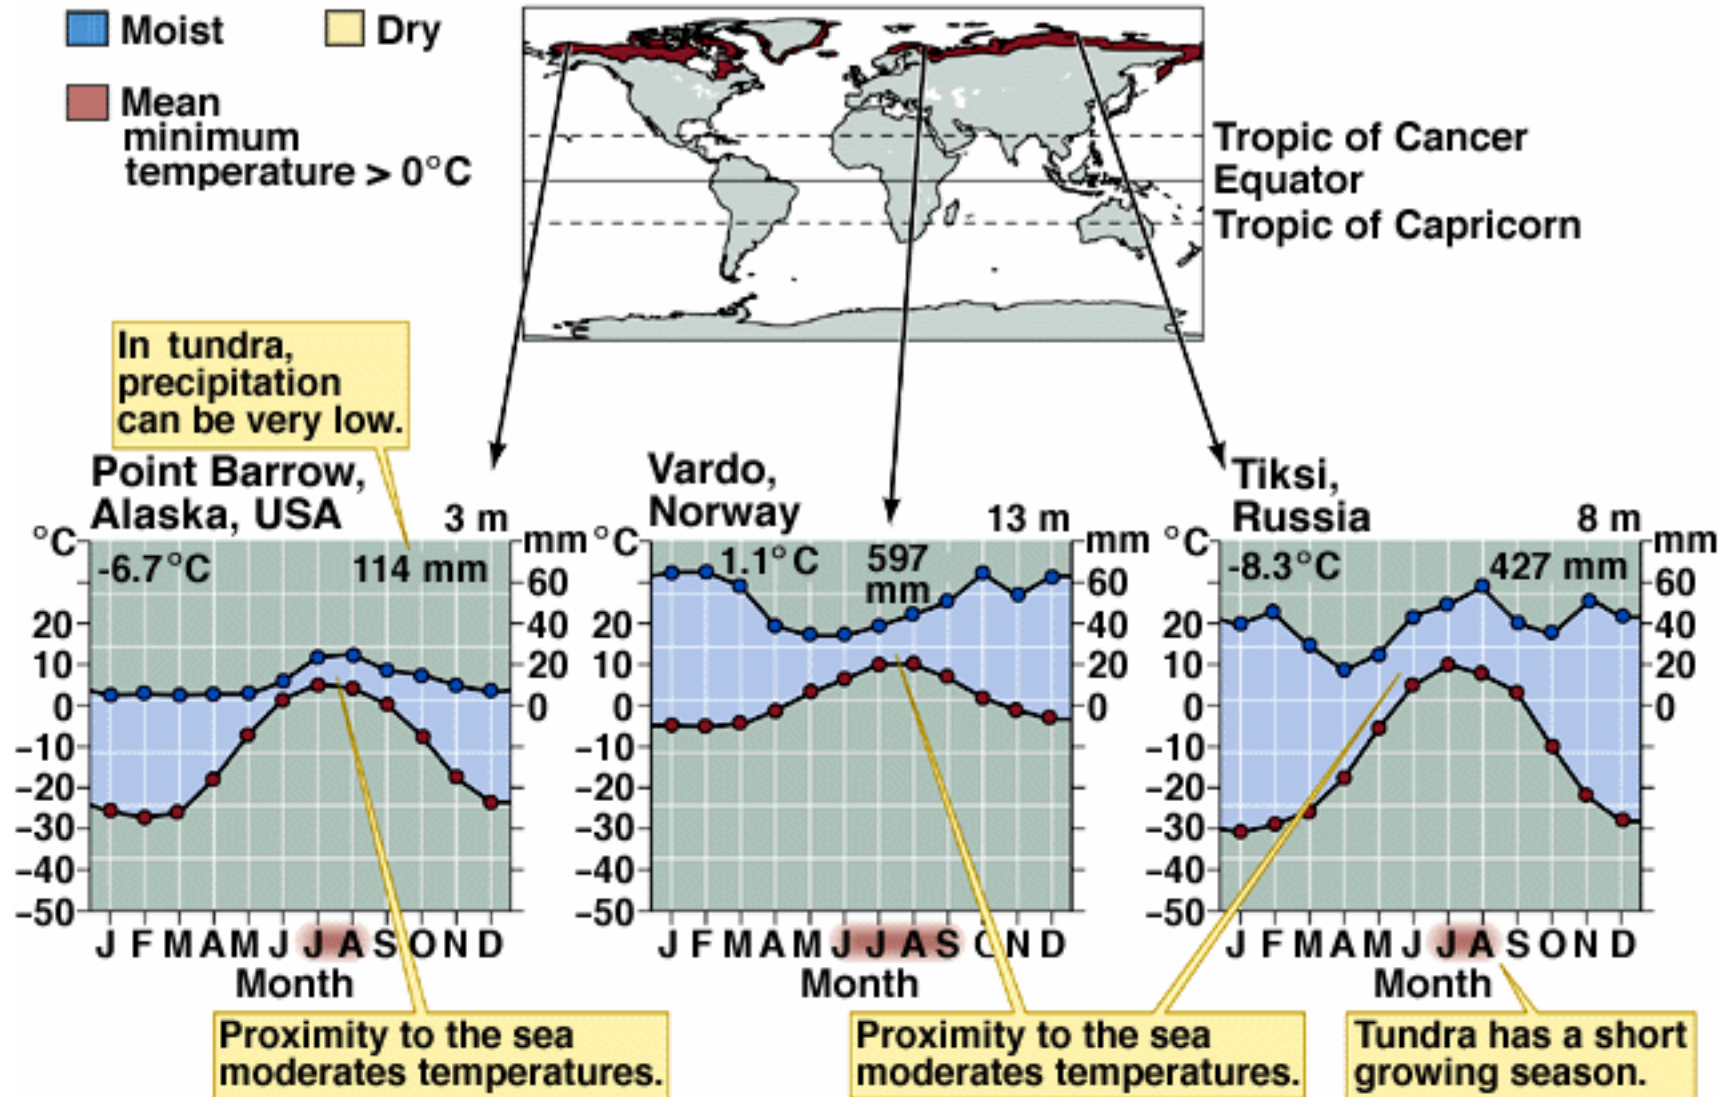 Moist
Dry
Mean
minimum
temperature > 0°C
Tropic of Cancer
Equator
Tropic of Capricorn
In tundra,
precipitation
can be very low.
Point Barrow,
Alaska, USA
3 m
°C
mm
-6.7°C
114 mm
60
20
40
10
20
0
0
−10
−20
−30
−40
−50
J F M A M J J A S O N D
Month
Vardo,
Norway
13 m
°C
mm
1.1°C
597
mm
60
20
40
10
20
0
0
−10
−20
−30
−40
−50
J F M A M J J A S O N D
Month
Tiksi,
Russia
8 m
°C
mm
-8.3°C
427 mm
60
20
40
10
20
0
0
−10
−20
−30
−40
−50
J F M A M J J A S O N D
Month
Proximity to the sea
moderates temperatures.
Proximity to the sea
moderates temperatures.
Tundra has a short
growing season.